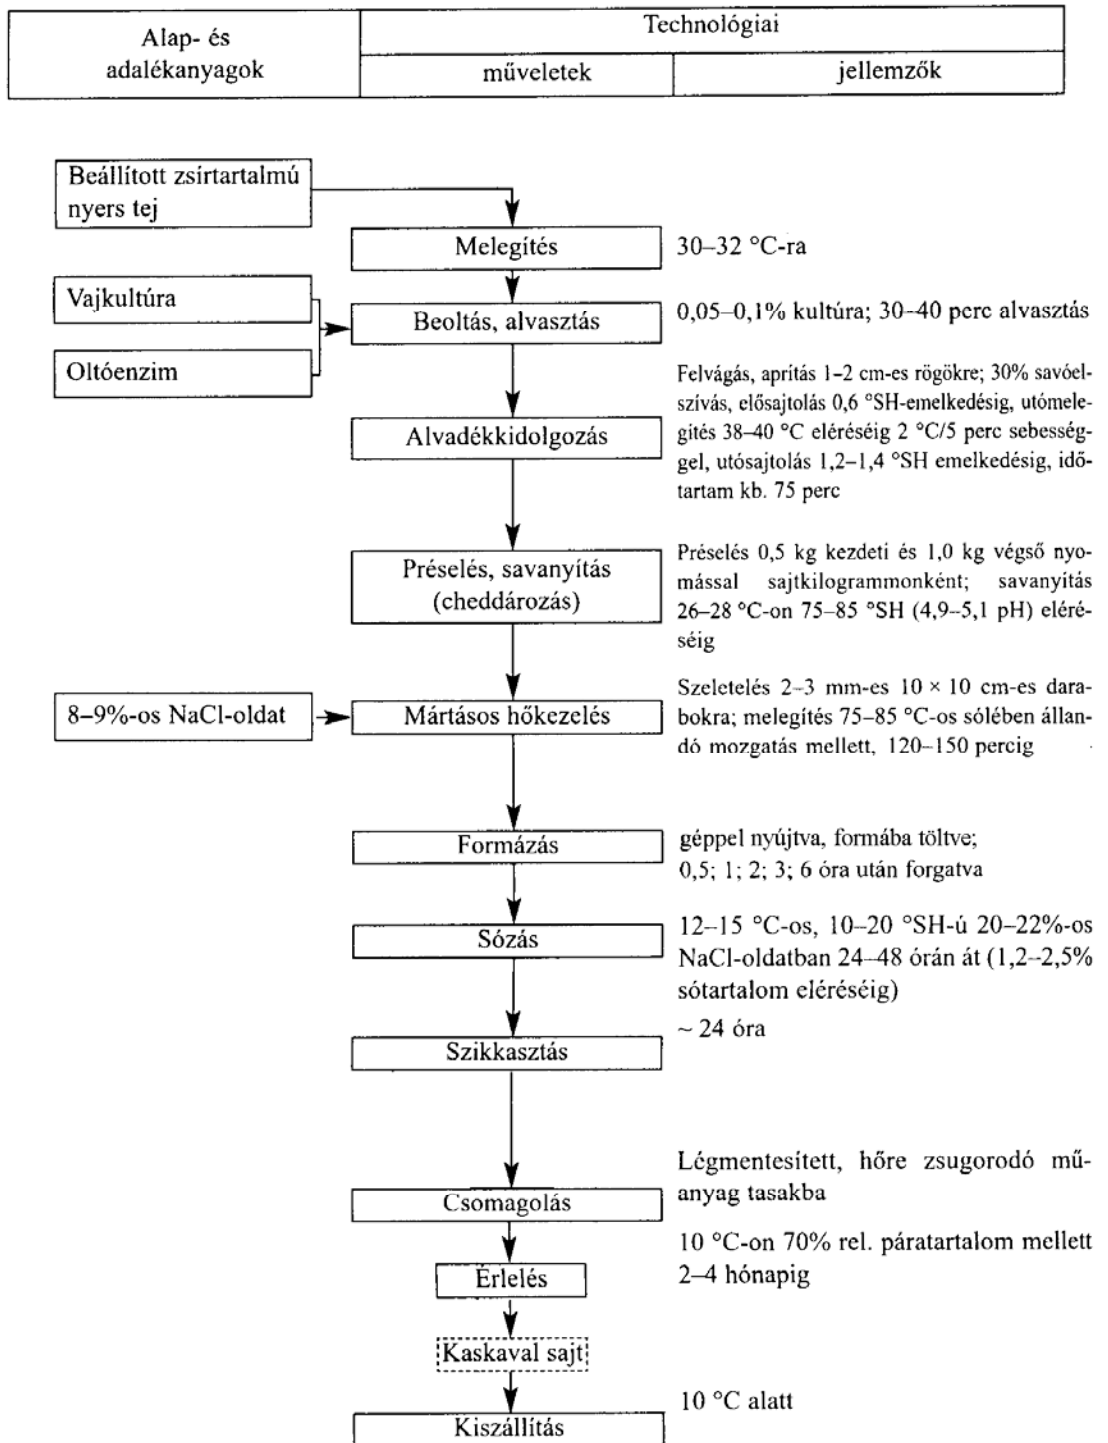 Alap- és
adalékanyagok
Technológiai
műveletek
jellemzők
Beállított zsírtartalmú
nyers tej
Melegítés
30–32 °C-ra
Vajkultúra
Oltóenzim
Beoltás, alvasztás
0,05–0,1% kultúra; 30–40 perc alvasztás
Alvadékkidolgozás
Felvágás, aprítás 1–2 cm-es rögökre; 30% savóel-
szívás, elősajtolás 0,6 °SH-emelkedésig, utómele-
gítés 38–40 °C eléréséig 2 °C/5 perc sebesség-
gel, utósajtolás 1,2–1,4 °SH emelkedésig, idő-
tartam kb. 75 perc
Préselés, savanyítás
(cheddározás)
Préselés 0,5 kg kezdeti és 1,0 kg végső nyo-
mással sajtkilogrammonként; savanyítás
26–28 °C-on 75–85 °SH (4,9–5,1 pH) eléré-
séig
8–9%-os NaCl-oldat
Mártásos hőkezelés
Szeletelés 2–3 mm-es 10 × 10 cm-es dara-
bokra; melegítés 75–85 °C-os sólében állan-
dó mozgatás mellett, 120–150 percig
Formázás
géppel nyújtva, formába töltve;
0,5; 1; 2; 3; 6 óra után forgatva
Sózás
12–15 °C-os, 10–20 °SH-ú 20–22%-os
NaCl-oldatban 24–48 órán át (1,2–2,5%
sótartalom eléréséig)
Szikkasztás
~ 24 óra
Csomagolás
Légmentesített, hőre zsugorodó mű-
anyag tasakba
Érlelés
10 °C-on 70% rel. páratartalom mellett
2–4 hónapig
Kaskaval sajt
Kiszállítás
10 °C alatt